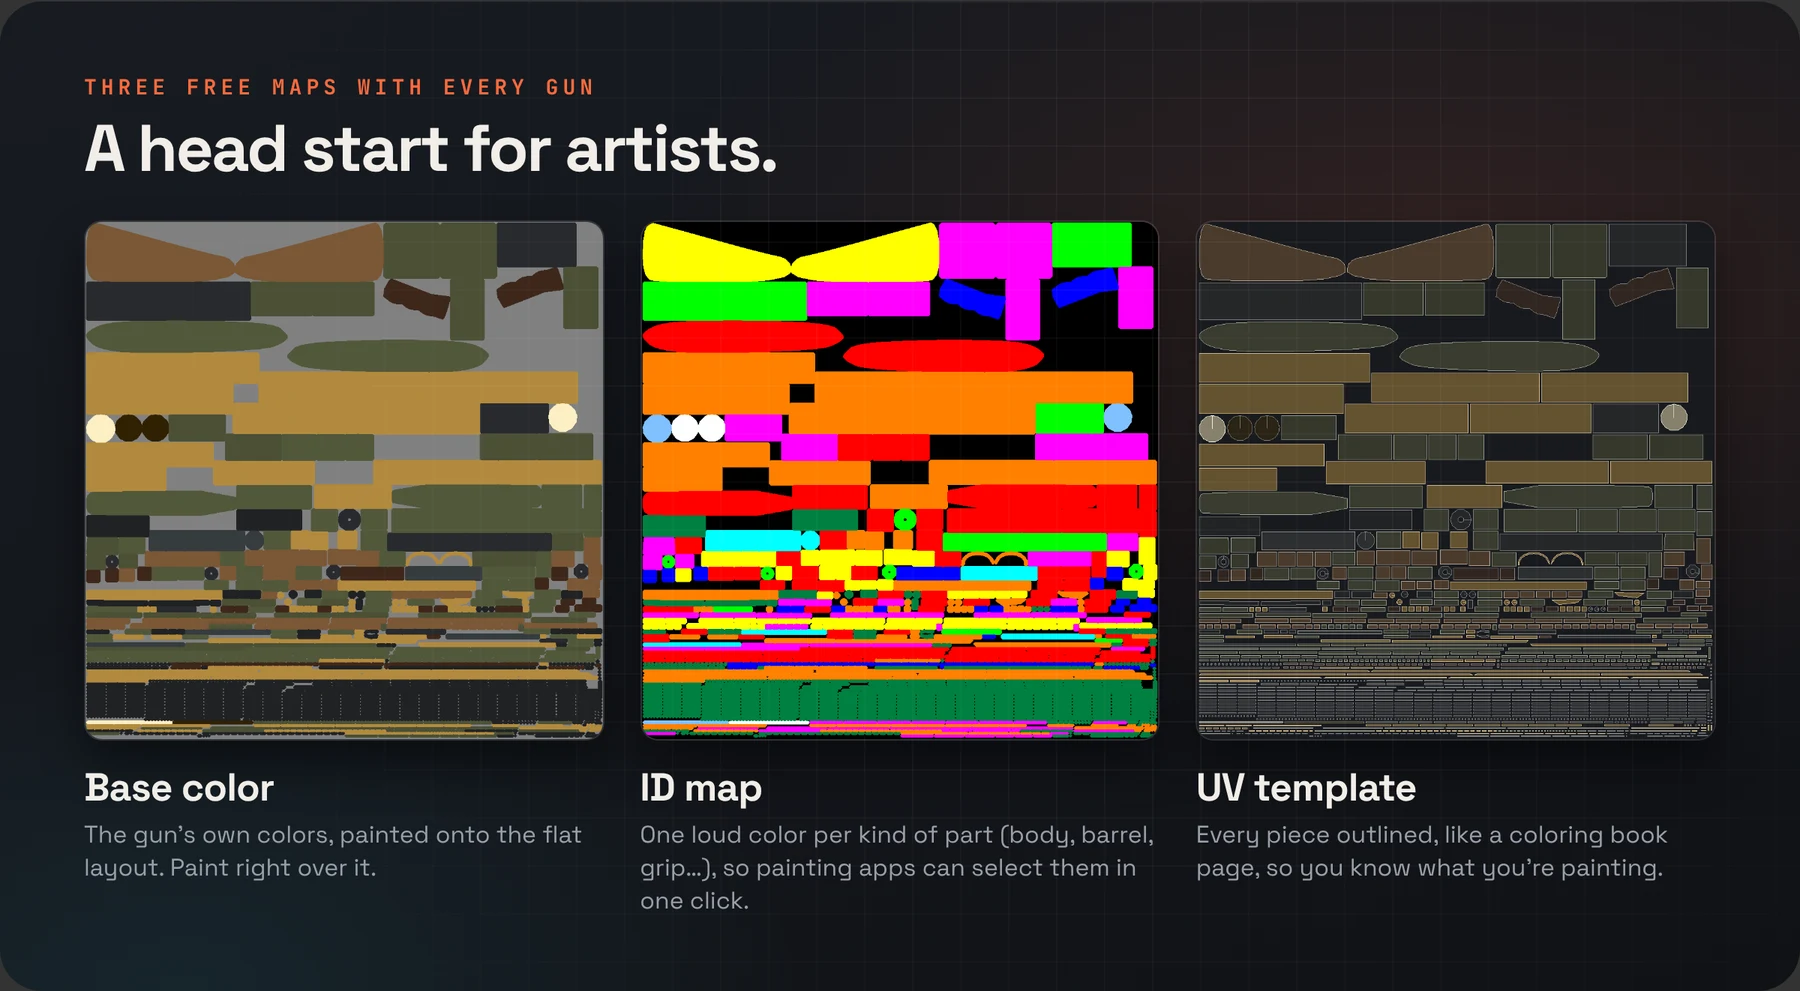 THREE FREE MAPS WITH EVERY GUN
A head start for artists.
Base color
The gun’s own colors, painted onto the flat
layout. Paint right over it.
ID map
One loud color per kind of part (body, barrel,
grip…), so painting apps can select them in
one click.
UV template
Every piece outlined, like a coloring book
page, so you know what you’re painting.